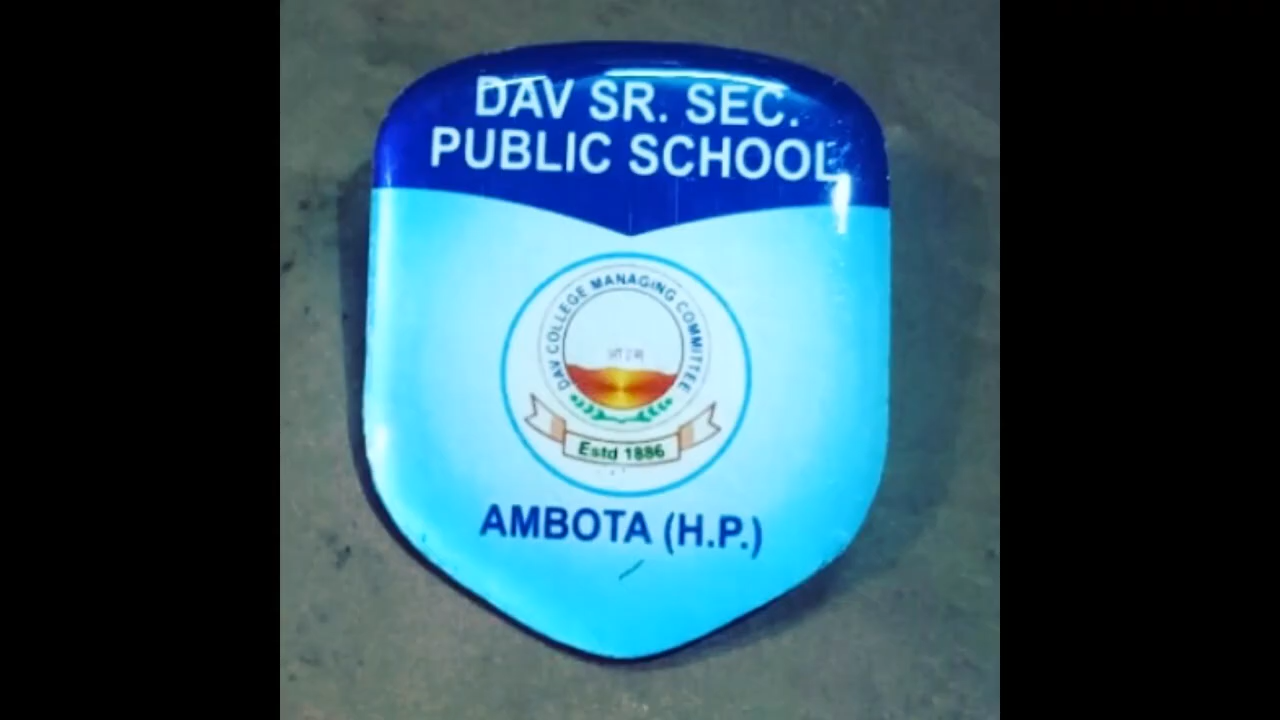 DAV SR. SEC.
PUBLIC SCHOOL
DAV COLLEGE MANAGING COMMITTEE
Estd 1886
AMBOTA (H.P.)